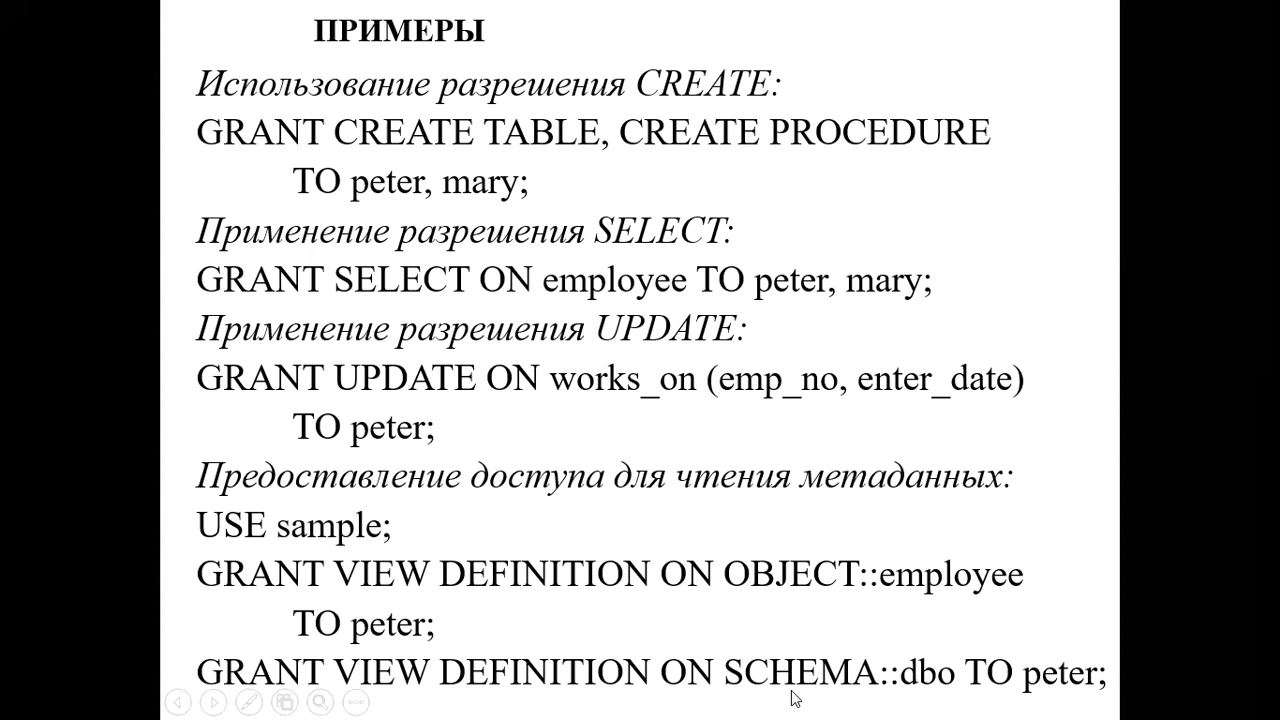 ПРИМЕРЫ
Использование разрешения CREATE:
GRANT CREATE TABLE, CREATE PROCEDURE
TO peter, mary;
Применение разрешения SELECT:
GRANT SELECT ON employee TO peter, mary;
Применение разрешения UPDATE:
GRANT UPDATE ON works_on (emp_no, enter_date)
TO peter;
Предоставление доступа для чтения метаданных:
USE sample;
GRANT VIEW DEFINITION ON OBJECT::employee
TO peter;
GRANT VIEW DEFINITION ON SCHEMA::dbo TO peter;